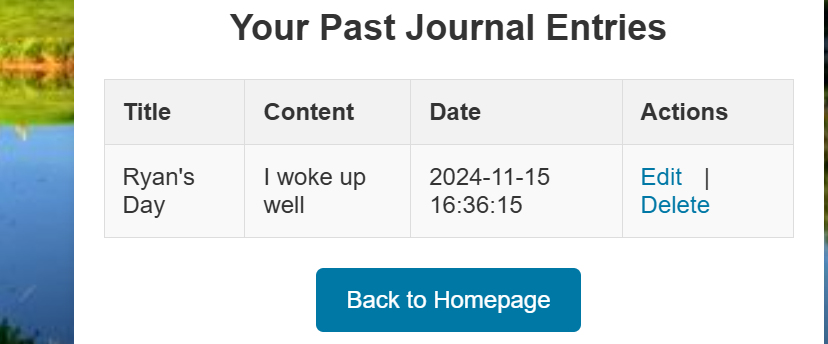 Your Past Journal Entries
Title Content Date Actions
Ryan's I woke up 2024-11-15 Edit |
Day well 16:36:15 Delete
Back to Homepage